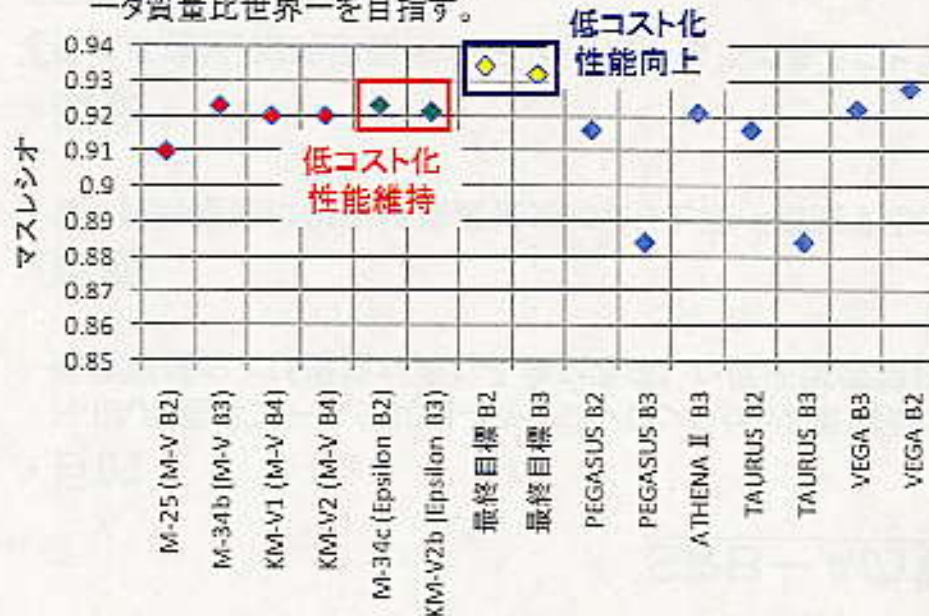 ータ質量比世界一を目指す。
低コスト化
性能向上
0.94
0.93
0.92
0.91
0.9
0.89
0.88
0.87
0.86
0.85
マスレシオ
低コスト化
性能維持
M-25 (M-V B2)
M-34b (M-V B3)
KM-V1 (M-V B4)
KM-V2 (M-V B4)
M-34c (Epsilon B2)
KM-V2b (Epsilon B3)
最終目標 B2
最終目標 B3
PEGASUS B2
PEGASUS B3
ATHENA Ⅱ B3
TAURUS B2
TAURUS B3
VEGA B3
VEGA B2